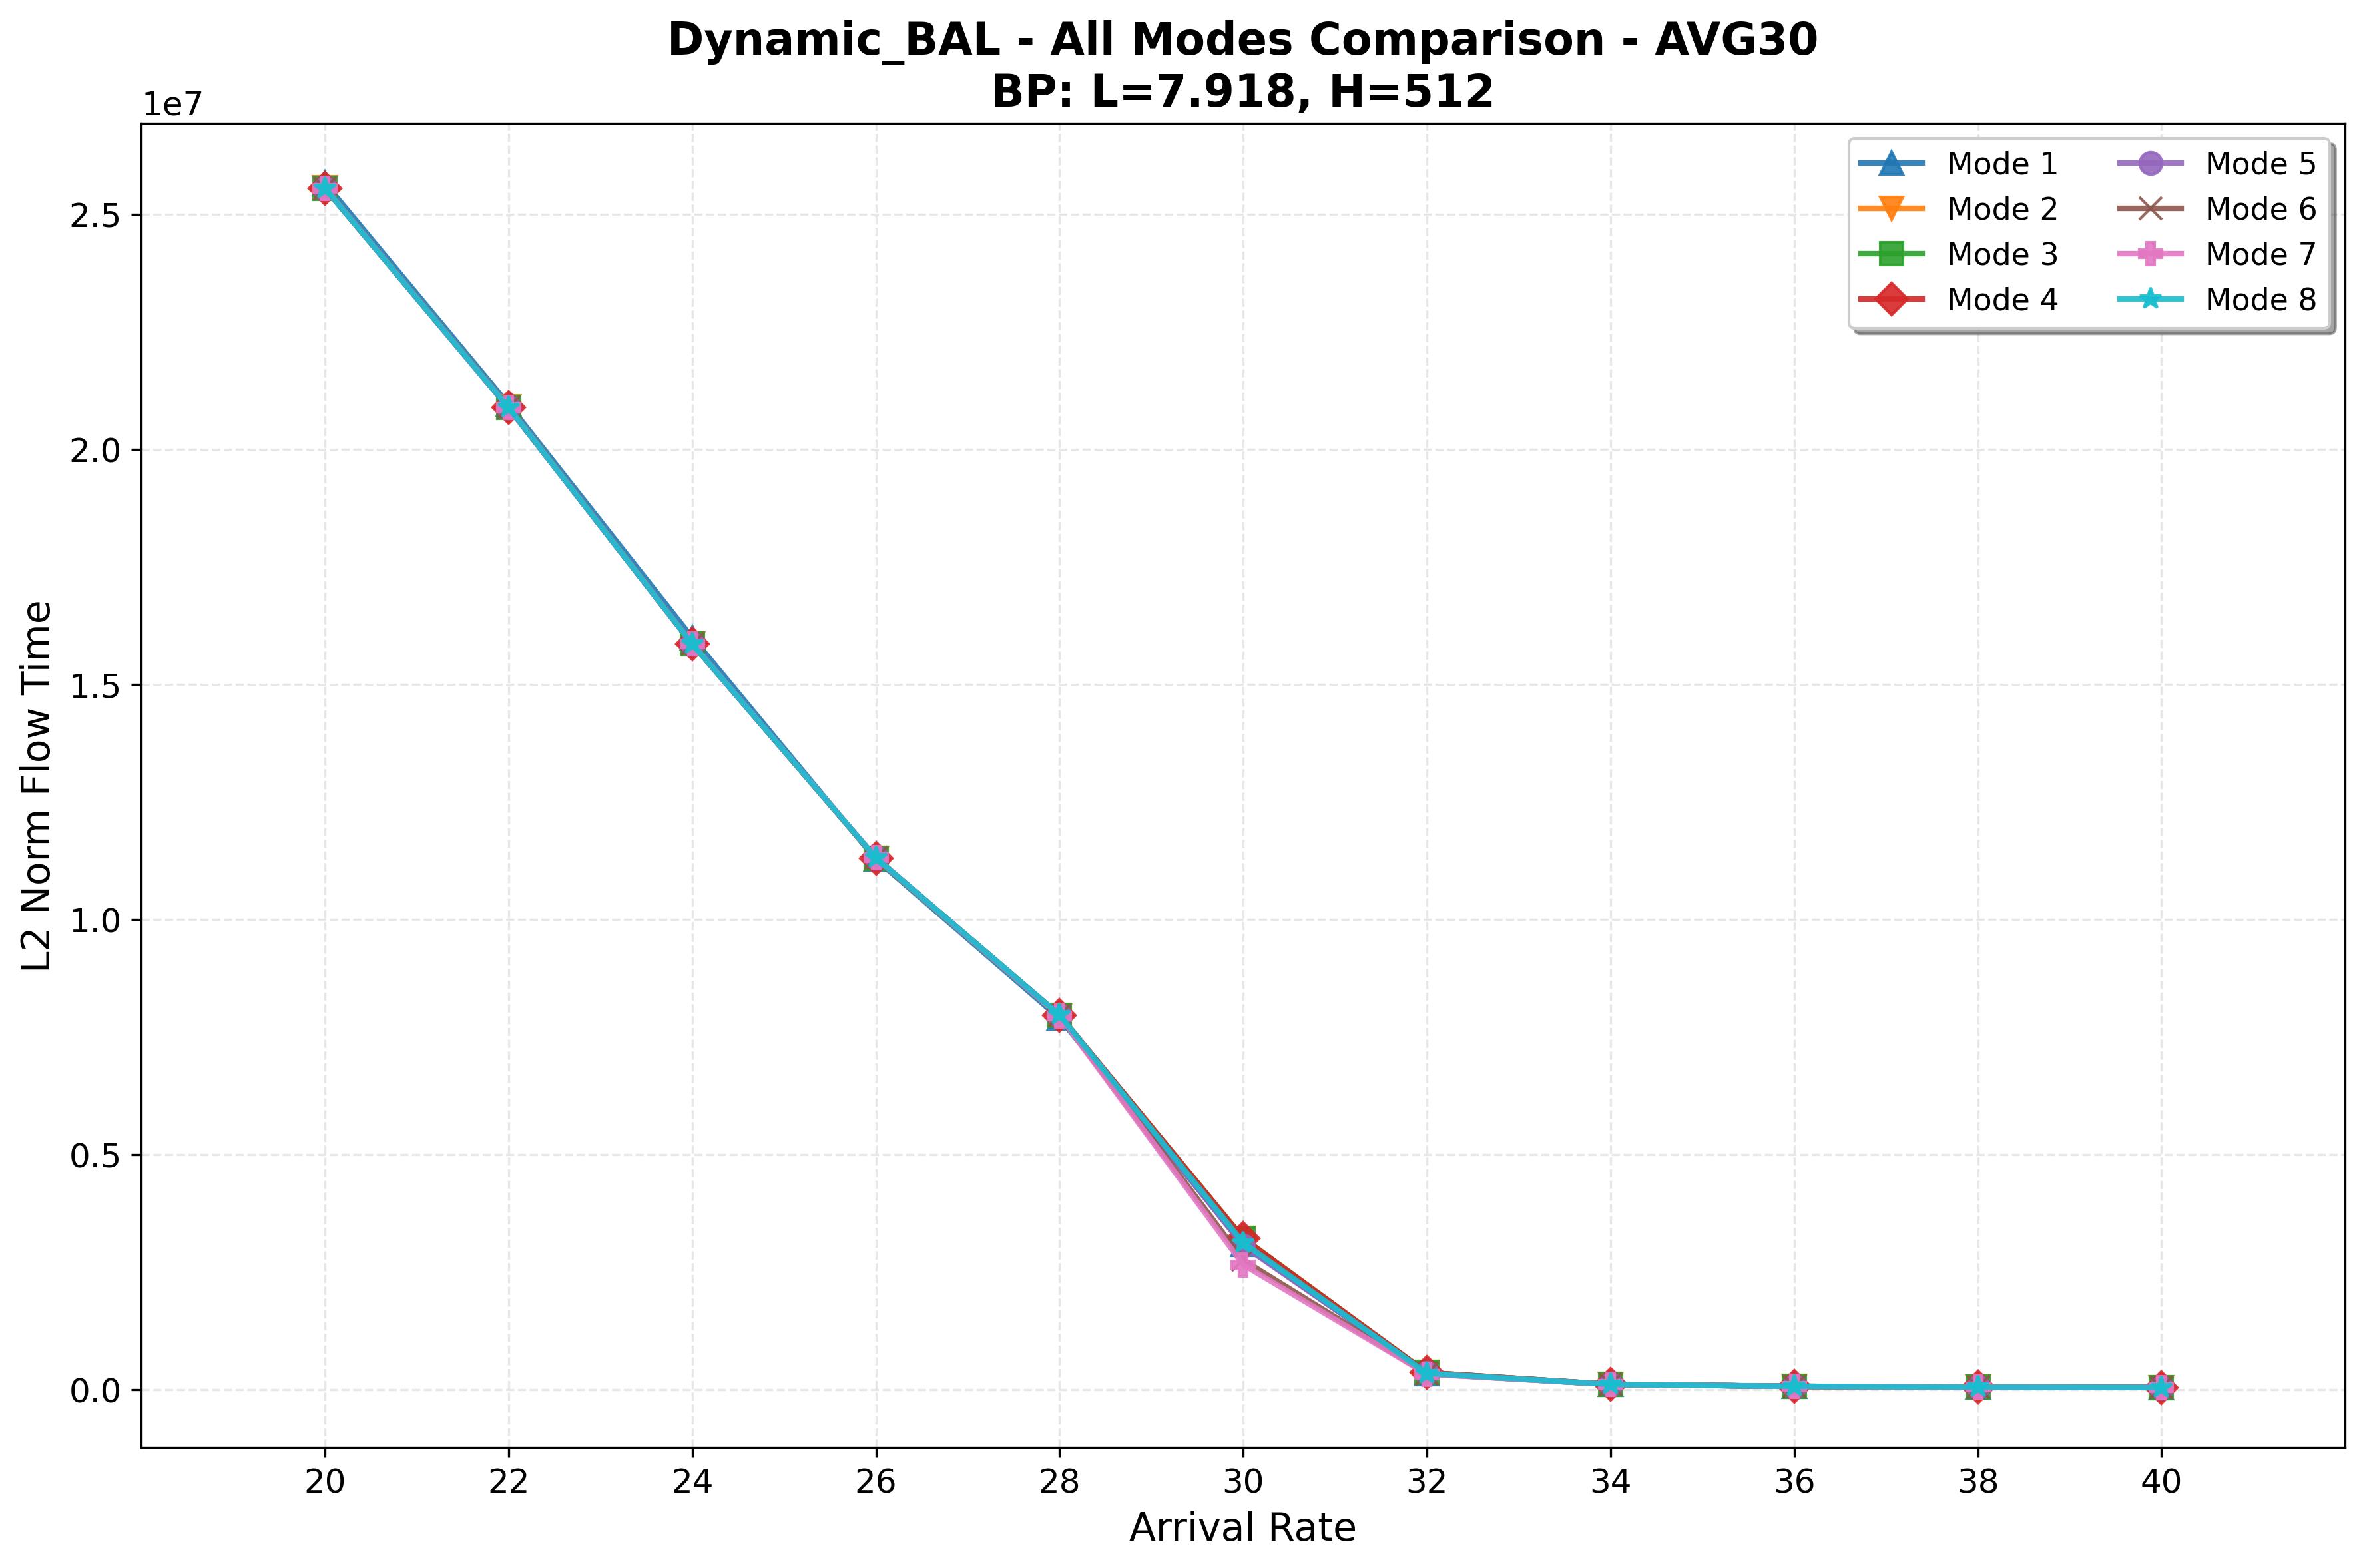 Dynamic_BAL - All Modes Comparison - AVG30
BP: L=7.918, H=512
1e7
Mode 1
Mode 2
Mode 3
Mode 4
Mode 5
Mode 6
Mode 7
Mode 8
L2 Norm Flow Time
2.5
2.0
1.5
1.0
0.5
0.0
20 22 24 26 28 30 32 34 36 38 40
Arrival Rate